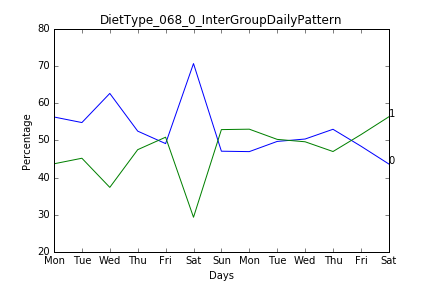 DietType_068_0_InterGroupDailyPattern
80
70
60
50
40
30
20
Percentage
1
0
Mon Tue Wed Thu Fri Sat Sun Mon Tue Wed Thu Fri Sat
Days